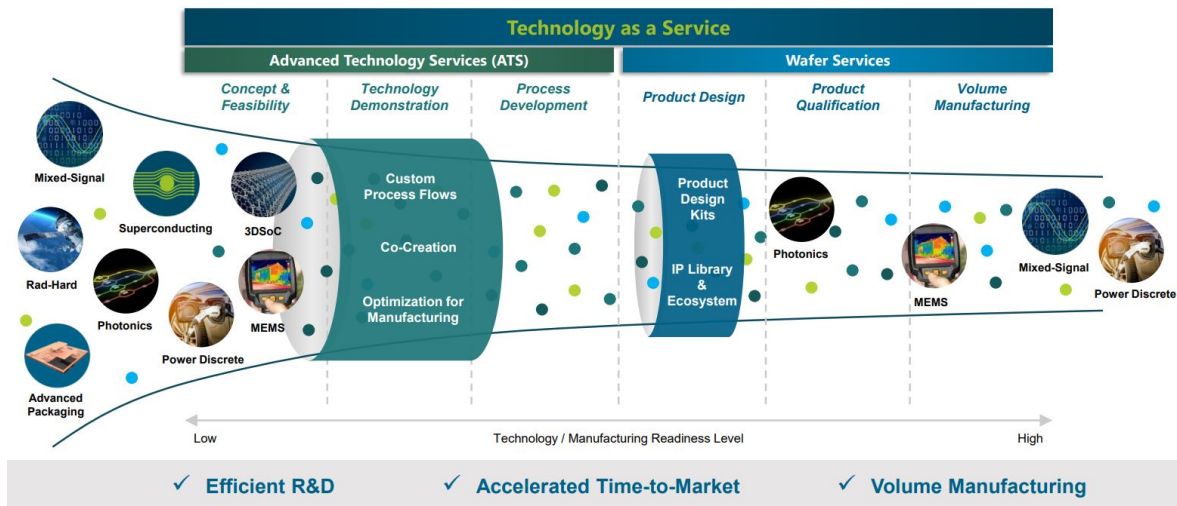 Technology as a Service
Advanced Technology Services (ATS)
Wafer Services
Concept &
Feasibility
Technology
Demonstration
Process
Development
Product Design
Product
Qualification
Volume
Manufacturing
Mixed-Signal
Superconducting
3DSoC
Rad-Hard
Photonics
Power Discrete
MEMS
Advanced
Packaging
Custom
Process Flows
Co-Creation
Optimization for
Manufacturing
Product
Design
Kits
IP Library
&
Ecosystem
Photonics
MEMS
Mixed-Signal
Power Discrete
Low
Technology / Manufacturing Readiness Level
High
✓ Efficient R&D
✓ Accelerated Time-to-Market
✓ Volume Manufacturing